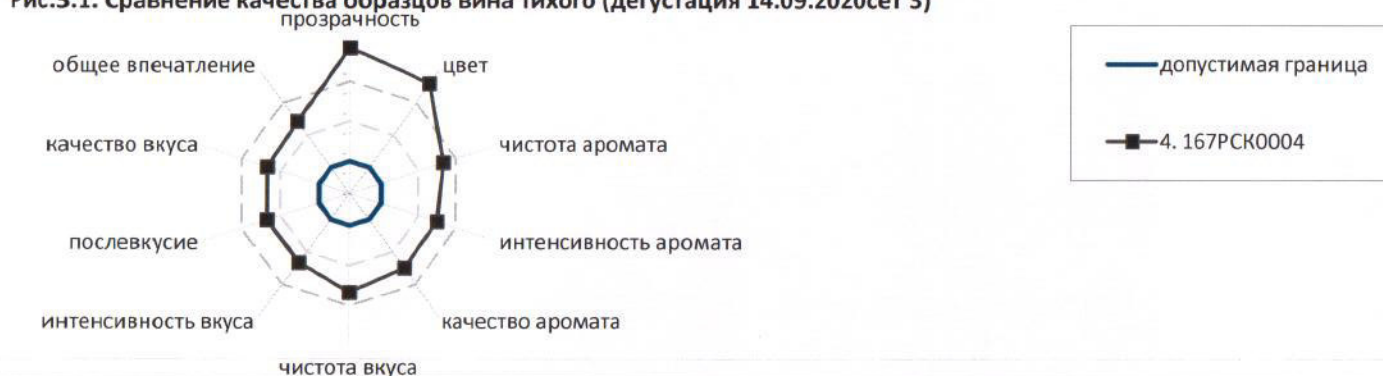 Рис.3.1. Сравнение качества образцов вина тихого (дегустация 14.09.2020сет 3)
прозрачность
общее впечатление
цвет
допустимая граница
качество вкуса
чистота аромата
4. 167РСК0004
послевкусие
интенсивность аромата
интенсивность вкуса
качество аромата
чистота вкуса